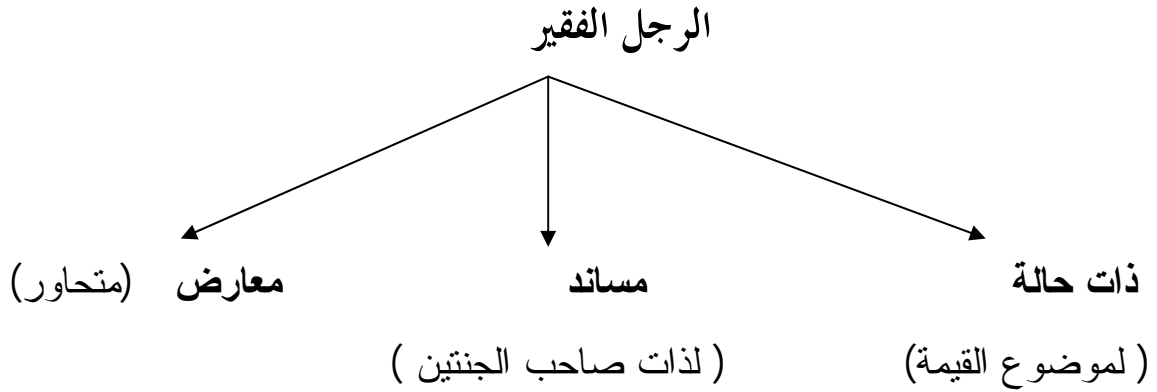 الرجل الفقير
ذات حالة مساند معارض (متحاور)
( لموضوع القيمة) ( لذات صاحب الجنتين )